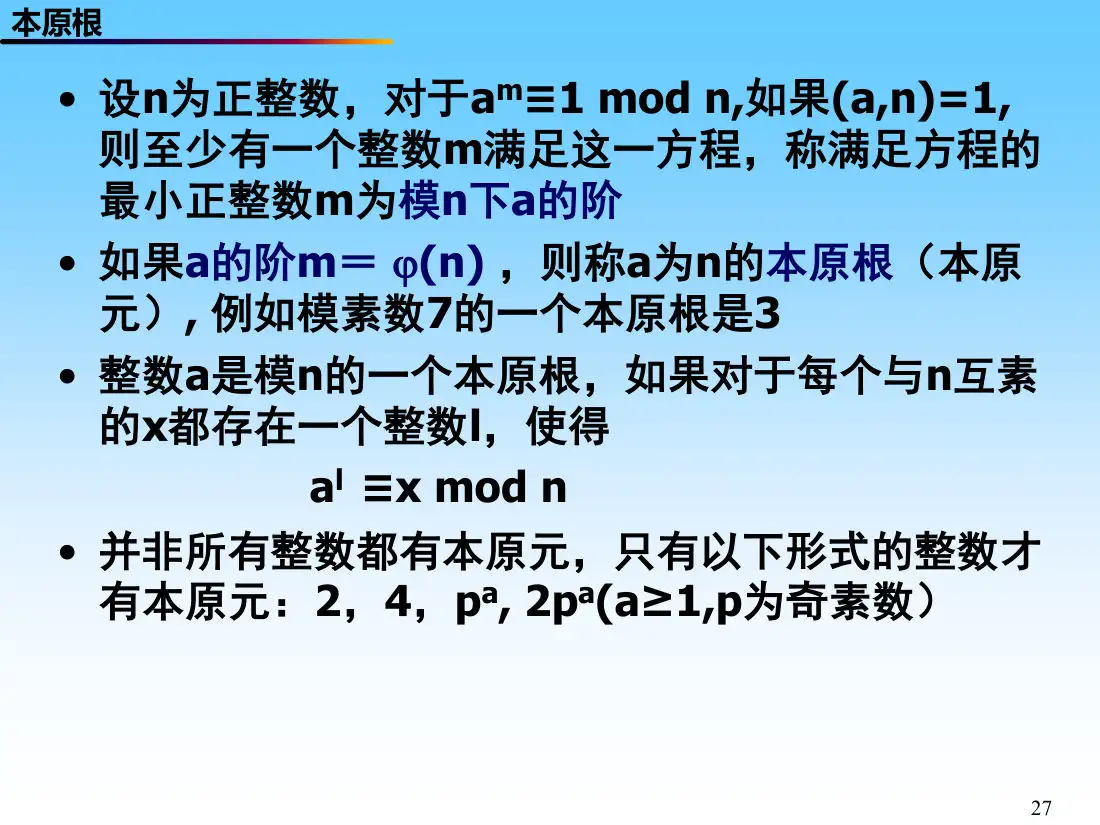 本原根
• 设n为正整数，对于aᵐ≡1 mod n,如果(a,n)=1,
则至少有一个整数m满足这一方程，称满足方程的
最小正整数m为模n下a的阶
• 如果a的阶m＝ φ(n) ，则称a为n的本原根（本原
元）, 例如模素数7的一个本原根是3
• 整数a是模n的一个本原根，如果对于每个与n互素
的x都存在一个整数l，使得
aˡ ≡x mod n
• 并非所有整数都有本原元，只有以下形式的整数才
有本原元：2，4，pᵃ, 2pᵃ(a≥1,p为奇素数）
27